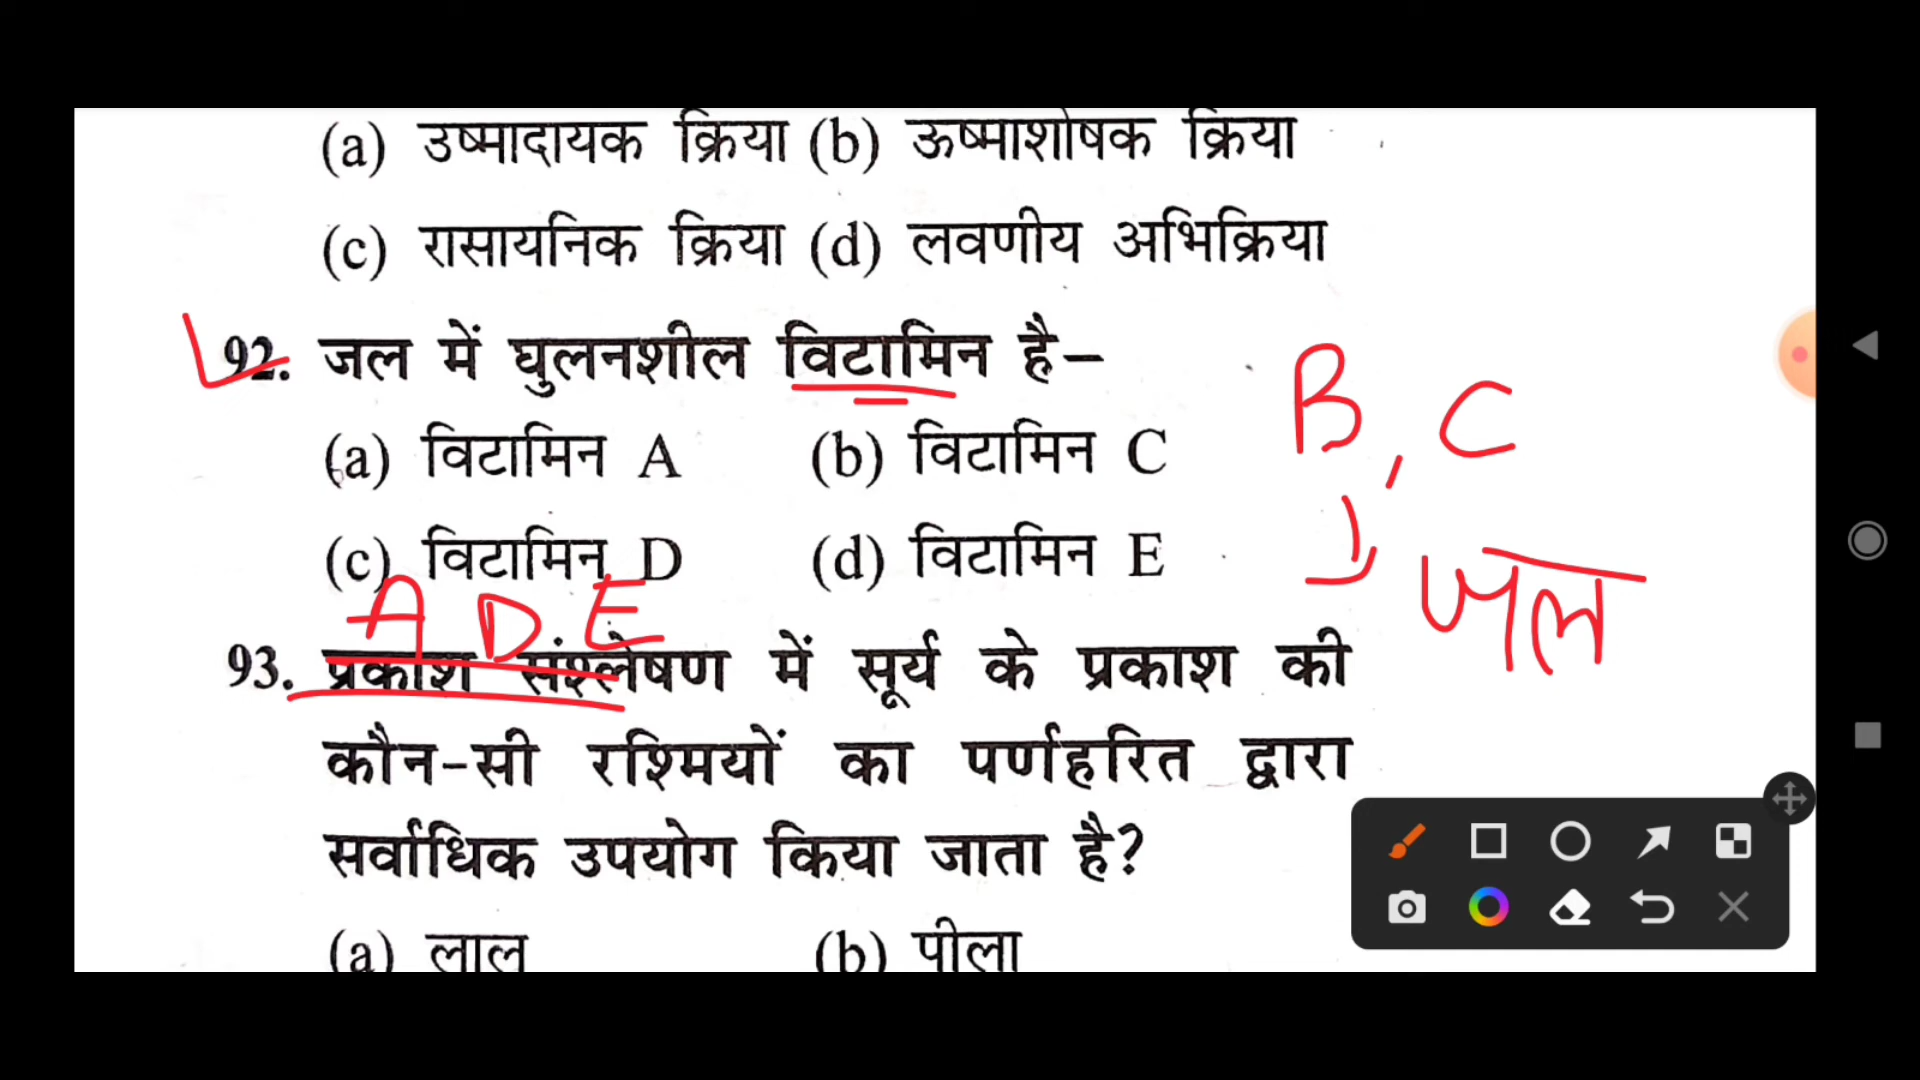 (a) उष्मादायक क्रिया (b) ऊष्माशोषक क्रिया
(c) रासायनिक क्रिया (d) लवणीय अभिक्रिया
92. जल में घुलनशील विटामिन है–
B, C
(a) विटामिन A (b) विटामिन C
(c) विटामिन D (d) विटामिन E
जल
A D E
93. प्रकाश संश्लेषण में सूर्य के प्रकाश की
कौन-सी रश्मियों का पर्णहरित द्वारा
सर्वाधिक उपयोग किया जाता है?
(a) लाल (b) पीला